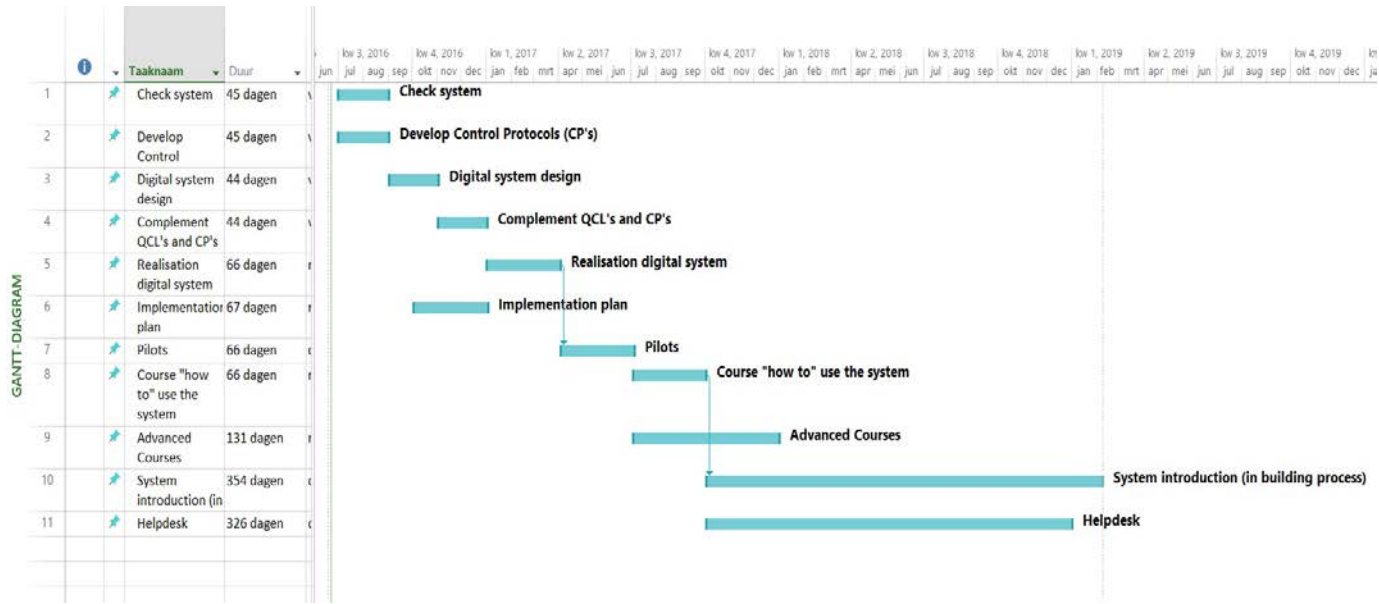 kw 3, 2016 kw 4, 2016 kw 1, 2017 kw 2, 2017 kw 3, 2017 kw 4, 2017 kw 1, 2018 kw 2, 2018 kw 3, 2018 kw 4, 2018 kw 1, 2019 kw 2, 2019 kw 3, 2019 kw 4, 2019
Taaknaam Duur jun jul aug sep okt nov dec jan feb mrt apr mei jun jul aug sep okt nov dec jan feb mrt apr mei jun jul aug sep okt nov dec jan feb mrt apr mei jun jul aug sep okt nov dec
1 Check system 45 dagen Check system
2 Develop 45 dagen Develop Control Protocols (CP's)
Control
3 Digital system 44 dagen Digital system design
design
4 Complement 44 dagen Complement QCL's and CP's
QCL's and CP's
5 Realisation 66 dagen Realisation digital system
digital system
6 Implementation 67 dagen Implementation plan
plan
7 Pilots 66 dagen Pilots
8 Course "how 66 dagen Course "how to" use the system
to" use the
system
9 Advanced 131 dagen Advanced Courses
Courses
10 System 354 dagen System introduction (in building process)
introduction (in
11 Helpdesk 326 dagen Helpdesk
GANTT-DIAGRAM